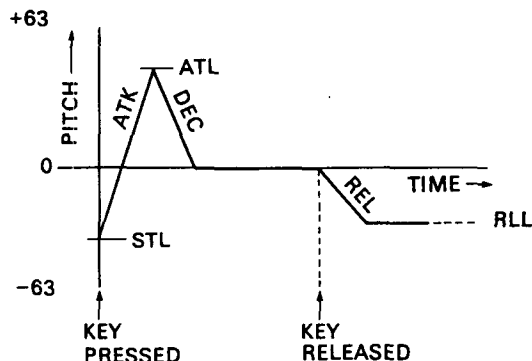 +63
PITCH
ATK
ATL
DEC
0
TIME
REL
STL
RLL
-63
KEY
PRESSED
KEY
RELEASED